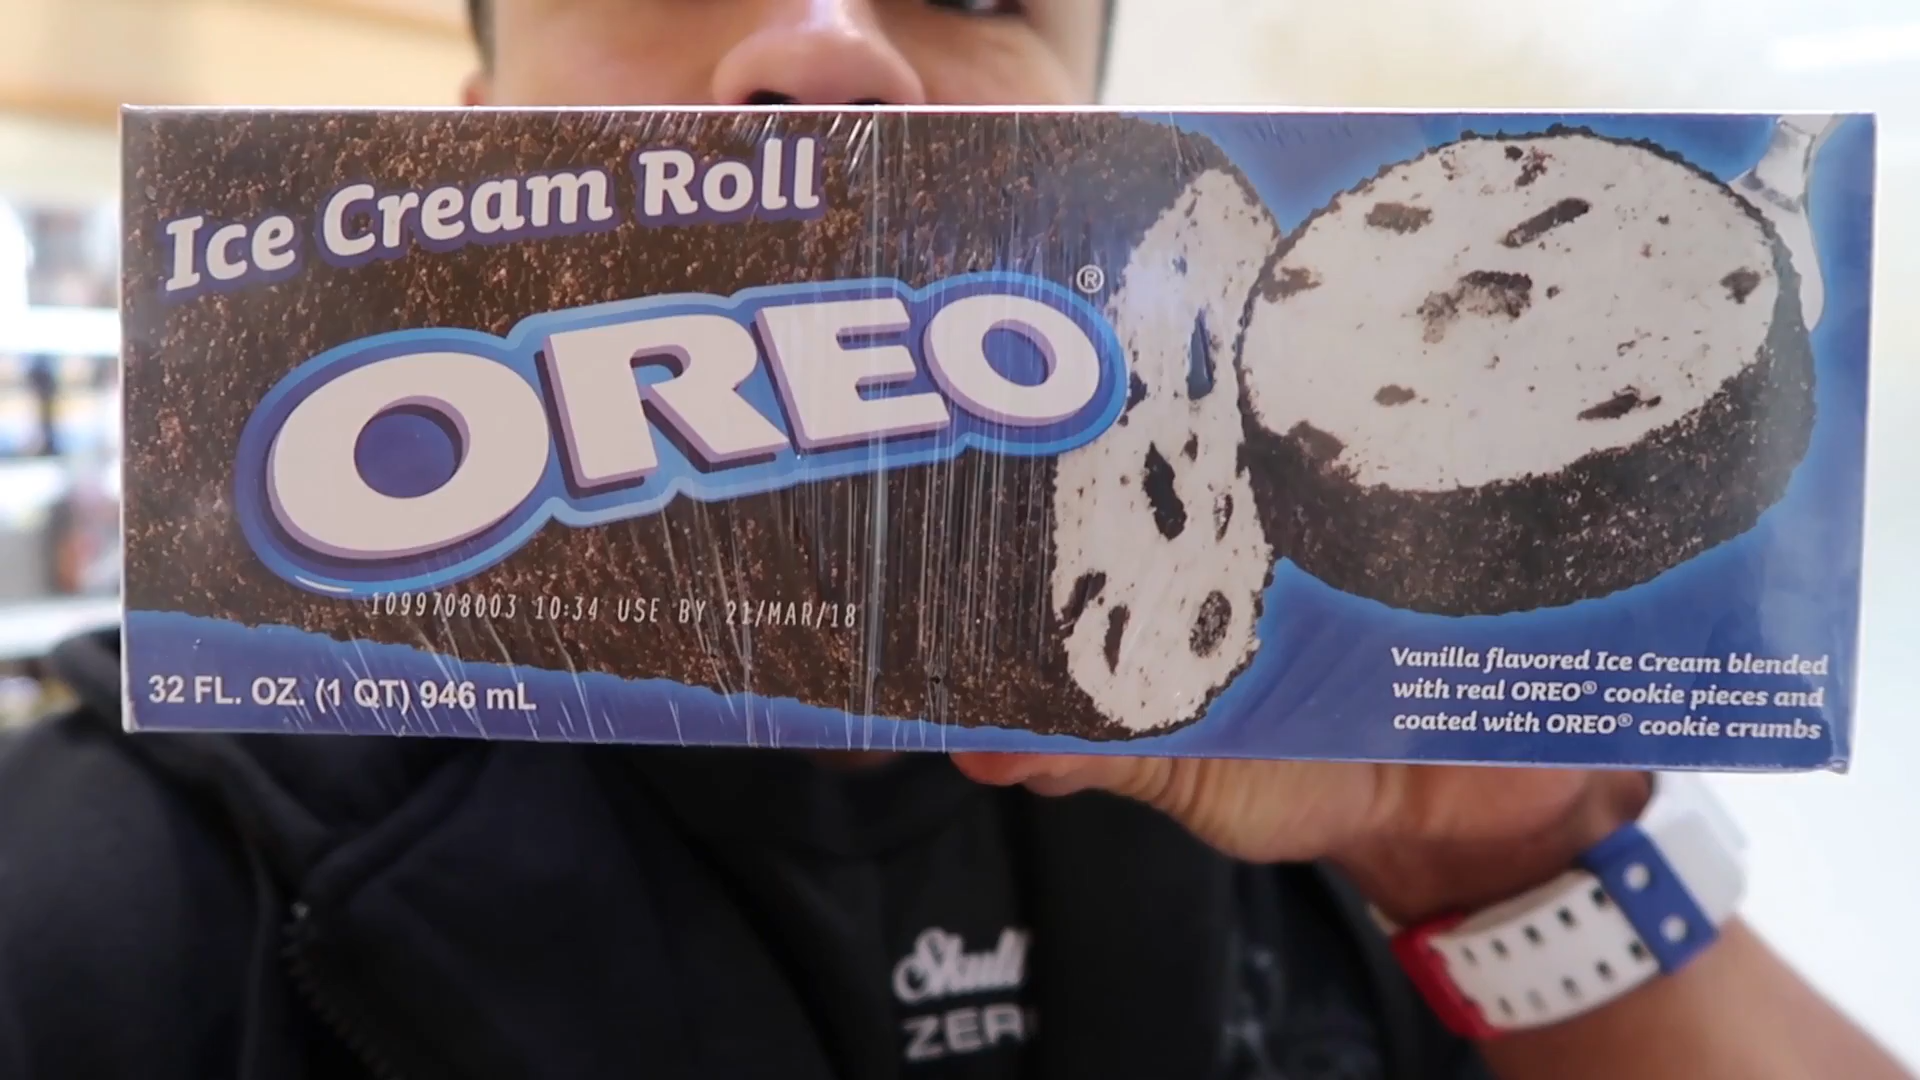 Ice Cream Roll
OREO®
1099708003 10:34 USE BY 21/MAR/18
32 FL. OZ. (1 QT) 946 mL
Vanilla flavored Ice Cream blended
with real OREO® cookie pieces and
coated with OREO® cookie crumbs
Skull